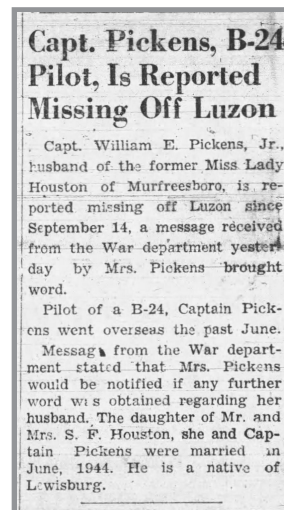 Capt. Pickens, B-24
Pilot, Is Reported
Missing Off Luzon
Capt. William E. Pickens, Jr.,
husband of the former Miss Lady
Houston of Murfreesboro, is re-
ported missing off Luzon since
September 14, a message received
from the War department yester-
day by Mrs. Pickens brought
word.
Pilot of a B-24, Captain Pick-
ens went overseas the past June.
Message from the War depart-
ment stated that Mrs. Pickens
would be notified if any further
word was obtained regarding her
husband. The daughter of Mr. and
Mrs. S. F. Houston, she and Cap-
tain Pickens were married in
June, 1944. He is a native of
Lewisburg.